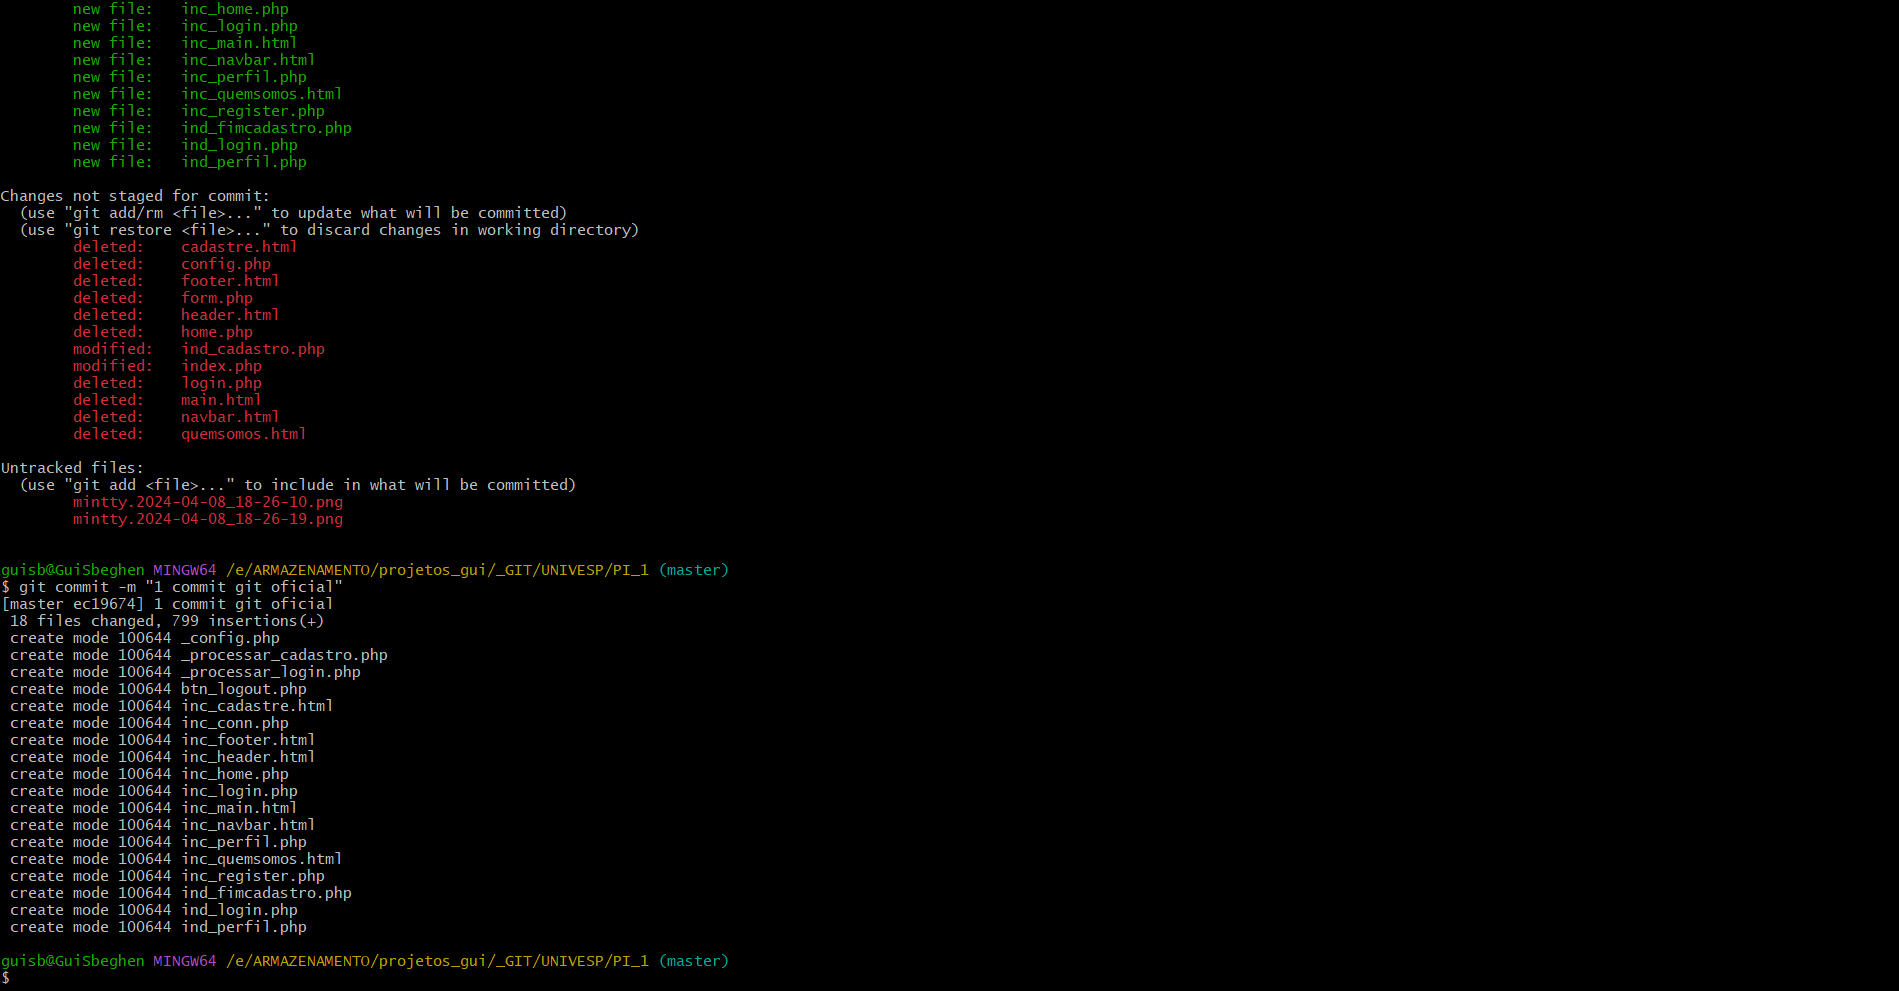 new file:   inc_home.php
new file:   inc_login.php
new file:   inc_main.html
new file:   inc_navbar.html
new file:   inc_perfil.php
new file:   inc_quemsomos.html
new file:   inc_register.php
new file:   ind_fimcadastro.php
new file:   ind_login.php
new file:   ind_perfil.php
Changes not staged for commit:
(use "git add/rm <file>..." to update what will be committed)
(use "git restore <file>..." to discard changes in working directory)
deleted:    cadastre.html
deleted:    config.php
deleted:    footer.html
deleted:    form.php
deleted:    header.html
deleted:    home.php
modified:   ind_cadastro.php
modified:   index.php
deleted:    login.php
deleted:    main.html
deleted:    navbar.html
deleted:    quemsomos.html
Untracked files:
(use "git add <file>..." to include in what will be committed)
mintty.2024-04-08_18-26-10.png
mintty.2024-04-08_18-26-19.png
guisb@GuiSbeghen MINGW64 /e/ARMAZENAMENTO/projetos_gui/_GIT/UNIVESP/PI_1 (master)
$ git commit -m "1 commit git oficial"
[master ec19674] 1 commit git oficial
18 files changed, 799 insertions(+)
create mode 100644 _config.php
create mode 100644 _processar_cadastro.php
create mode 100644 _processar_login.php
create mode 100644 btn_logout.php
create mode 100644 inc_cadastre.html
create mode 100644 inc_conn.php
create mode 100644 inc_footer.html
create mode 100644 inc_header.html
create mode 100644 inc_home.php
create mode 100644 inc_login.php
create mode 100644 inc_main.html
create mode 100644 inc_navbar.html
create mode 100644 inc_perfil.php
create mode 100644 inc_quemsomos.html
create mode 100644 inc_register.php
create mode 100644 ind_fimcadastro.php
create mode 100644 ind_login.php
create mode 100644 ind_perfil.php
guisb@GuiSbeghen MINGW64 /e/ARMAZENAMENTO/projetos_gui/_GIT/UNIVESP/PI_1 (master)
$